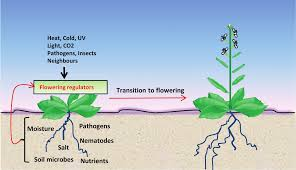 Heat, Cold, UV
Light, CO2
Pathogens, Insects
Neighbours
Flowering regulators
Transition to flowering
Moisture
Pathogens
Salt
Nematodes
Soil microbes
Nutrients